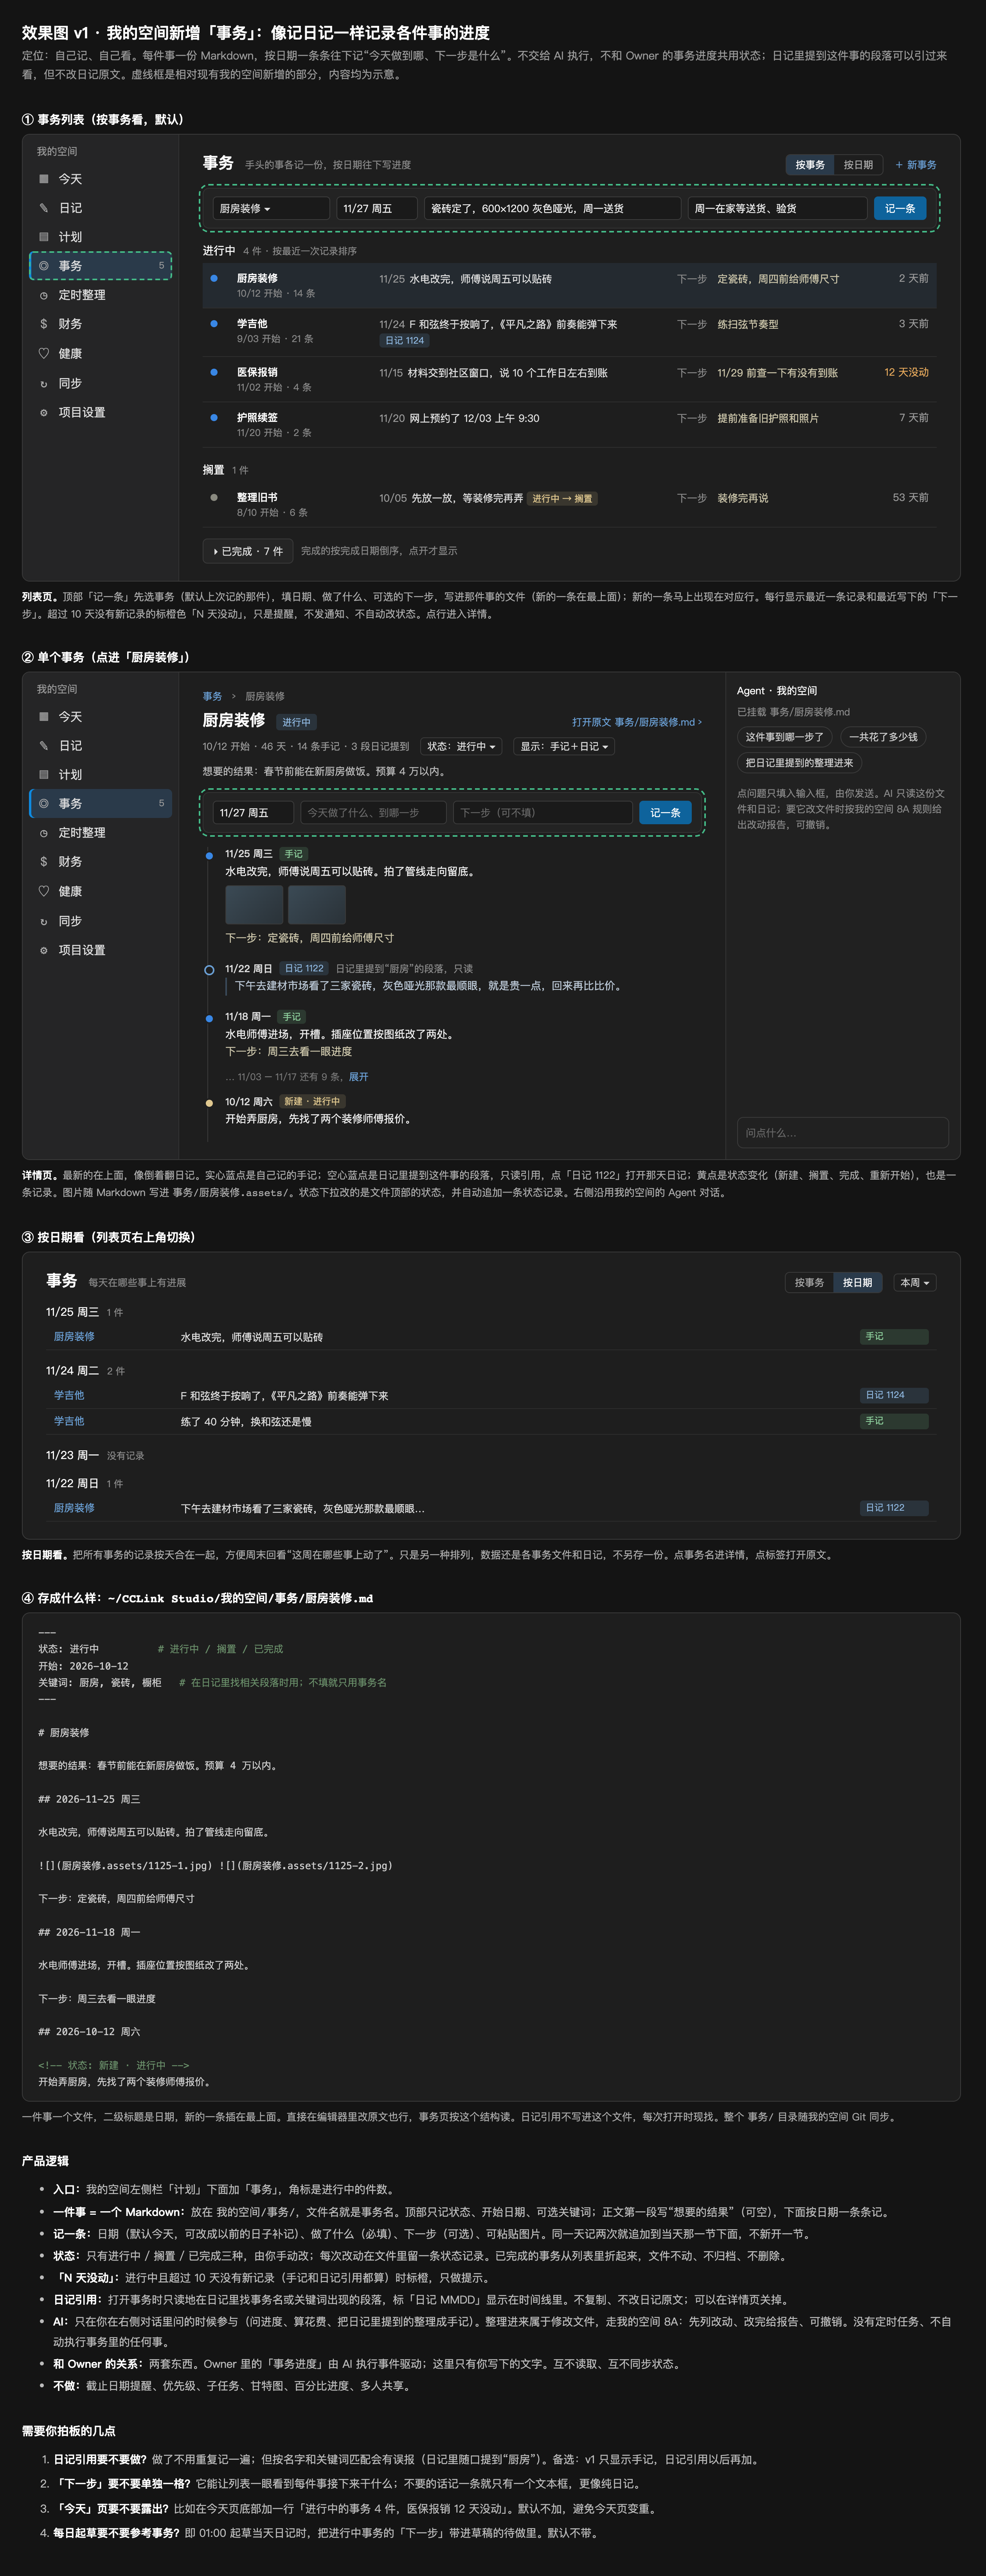 效果图 v1 · 我的空间新增「事务」：像记日记一样记录各件事的进度
定位：自己记、自己看。每件事一份 Markdown，按日期一条条往下记“今天做到哪、下一步是什么”。不交给 AI 执行，不和 Owner 的事务进度共用状态；日记里提到这件事的段落可以引过来
看，但不改日记原文。虚线框是相对现有我的空间新增的部分，内容均为示意。
① 事务列表（按事务看，默认）
我的空间
今天
日记
计划
事务 5
定时整理
财务
健康
同步
项目设置
事务 手头的事各记一份，按日期往下写进度
按事务 按日期 ＋ 新事务
厨房装修 11/27 周五 瓷砖定了，600×1200 灰色哑光，周一送货 周一在家等送货、验货 记一条
进行中 4 件 · 按最近一次记录排序
厨房装修 11/25 水电改完，师傅说周五可以贴砖 下一步 定瓷砖，周四前给师傅尺寸 2 天前
10/12 开始 · 14 条
学吉他 11/24 F 和弦终于按响了，《平凡之路》前奏能弹下来 下一步 练扫弦节奏型 3 天前
9/03 开始 · 21 条 日记 1124
医保报销 11/15 材料交到社区窗口，说 10 个工作日左右到账 下一步 11/29 前查一下有没有到账 12 天没动
11/02 开始 · 4 条
护照续签 11/20 网上预约了 12/03 上午 9:30 下一步 提前准备旧护照和照片 7 天前
11/20 开始 · 2 条
搁置 1 件
整理旧书 10/05 先放一放，等装修完再弄 进行中 → 搁置 下一步 装修完再说 53 天前
8/10 开始 · 6 条
已完成 · 7 件 完成的按完成日期倒序，点开才显示
列表页。顶部「记一条」先选事务（默认上次记的那件），填日期、做了什么、可选的下一步，写进那件事的文件（新的一条在最上面）；新的一条马上出现在对应行。每行显示最近一条记录和最近写下的「下一
步」。超过 10 天没有新记录的标橙色「N 天没动」，只是提醒，不发通知、不自动改状态。点行进入详情。
② 单个事务（点进「厨房装修」）
我的空间
今天
日记
计划
事务 5
定时整理
财务
健康
同步
项目设置
事务 › 厨房装修
厨房装修 进行中 打开原文 事务/厨房装修.md ›
10/12 开始 · 46 天 · 14 条手记 · 3 段日记提到 状态：进行中 显示：手记＋日记
想要的结果：春节前能在新厨房做饭。预算 4 万以内。
11/27 周五 今天做了什么、到哪一步 下一步（可不填） 记一条
11/25 周三 手记
水电改完，师傅说周五可以贴砖。拍了管线走向留底。
下一步：定瓷砖，周四前给师傅尺寸
11/22 周日 日记 1122 日记里提到“厨房”的段落，只读
下午去建材市场看了三家瓷砖，灰色哑光那款最顺眼，就是贵一点，回来再比比价。
11/18 周一 手记
水电师傅进场，开槽。插座位置按图纸改了两处。
下一步：周三去看一眼进度
… 11/03 — 11/17 还有 9 条，展开
10/12 周六 新建 · 进行中
开始弄厨房，先找了两个装修师傅报价。
Agent · 我的空间
已挂载 事务/厨房装修.md
这件事到哪一步了 一共花了多少钱
把日记里提到的整理进来
点问题只填入输入框，由你发送。AI 只读这份文
件和日记；要它改文件时按我的空间 8A 规则给
出改动报告，可撤销。
问点什么…
详情页。最新的在上面，像倒着翻日记。实心蓝点是自己记的手记；空心蓝点是日记里提到这件事的段落，只读引用，点「日记 1122」打开那天日记；黄点是状态变化（新建、搁置、完成、重新开始），也是一
条记录。图片随 Markdown 写进 事务/厨房装修.assets/。状态下拉改的是文件顶部的状态，并自动追加一条状态记录。右侧沿用我的空间的 Agent 对话。
③ 按日期看（列表页右上角切换）
事务 每天在哪些事上有进展
按事务 按日期 本周
11/25 周三 1 件
厨房装修 水电改完，师傅说周五可以贴砖 手记
11/24 周二 2 件
学吉他 F 和弦终于按响了，《平凡之路》前奏能弹下来 日记 1124
学吉他 练了 40 分钟，换和弦还是慢 手记
11/23 周一 没有记录
11/22 周日 1 件
厨房装修 下午去建材市场看了三家瓷砖，灰色哑光那款最顺眼… 日记 1122
按日期看。把所有事务的记录按天合在一起，方便周末回看“这周在哪些事上动了”。只是另一种排列，数据还是各事务文件和日记，不另存一份。点事务名进详情，点标签打开原文。
④ 存成什么样：~/CCLink Studio/我的空间/事务/厨房装修.md
---
状态: 进行中 # 进行中 / 搁置 / 已完成
开始: 2026-10-12
关键词: 厨房, 瓷砖, 橱柜 # 在日记里找相关段落时用；不填就只用事务名
---
# 厨房装修
想要的结果：春节前能在新厨房做饭。预算 4 万以内。
## 2026-11-25 周三
水电改完，师傅说周五可以贴砖。拍了管线走向留底。
![](厨房装修.assets/1125-1.jpg) ![](厨房装修.assets/1125-2.jpg)
下一步：定瓷砖，周四前给师傅尺寸
## 2026-11-18 周一
水电师傅进场，开槽。插座位置按图纸改了两处。
下一步：周三去看一眼进度
## 2026-10-12 周六
<!-- 状态: 新建 · 进行中 -->
开始弄厨房，先找了两个装修师傅报价。
一件事一个文件，二级标题是日期，新的一条插在最上面。直接在编辑器里改原文也行，事务页按这个结构读。日记引用不写进这个文件，每次打开时现找。整个 事务/ 目录随我的空间 Git 同步。
产品逻辑
• 入口：我的空间左侧栏「计划」下面加「事务」，角标是进行中的件数。
• 一件事 = 一个 Markdown：放在 我的空间/事务/，文件名就是事务名。顶部只记状态、开始日期、可选关键词；正文第一段写“想要的结果”（可空），下面按日期一条条记。
• 记一条：日期（默认今天，可改成以前的日子补记）、做了什么（必填）、下一步（可选）、可粘贴图片。同一天记两次就追加到当天那一节下面，不新开一节。
• 状态：只有进行中 / 搁置 / 已完成三种，由你手动改；每次改动在文件里留一条状态记录。已完成的事务从列表里折起来，文件不动、不归档、不删除。
• 「N 天没动」：进行中且超过 10 天没有新记录（手记和日记引用都算）时标橙，只做提示。
• 日记引用：打开事务时只读地在日记里找事务名或关键词出现的段落，标「日记 MMDD」显示在时间线里。不复制、不改日记原文；可以在详情页关掉。
• AI：只在你在右侧对话里问的时候参与（问进度、算花费、把日记里提到的整理成手记）。整理进来属于修改文件，走我的空间 8A：先列改动、改完给报告、可撤销。没有定时任务、不自
动执行事务里的任何事。
• 和 Owner 的关系：两套东西。Owner 里的「事务进度」由 AI 执行事件驱动；这里只有你写下的文字。互不读取、互不同步状态。
• 不做：截止日期提醒、优先级、子任务、甘特图、百分比进度、多人共享。
需要你拍板的几点
1. 日记引用要不要做？做了不用重复记一遍；但按名字和关键词匹配会有误报（日记里随口提到“厨房”）。备选：v1 只显示手记，日记引用以后再加。
2. 「下一步」要不要单独一格？它能让列表一眼看到每件事接下来干什么；不要的话记一条就只有一个文本框，更像纯日记。
3. 「今天」页要不要露出？比如在今天页底部加一行「进行中的事务 4 件，医保报销 12 天没动」。默认不加，避免今天页变重。
4. 每日起草要不要参考事务？即 01:00 起草当天日记时，把进行中事务的「下一步」带进草稿的待做里。默认不带。